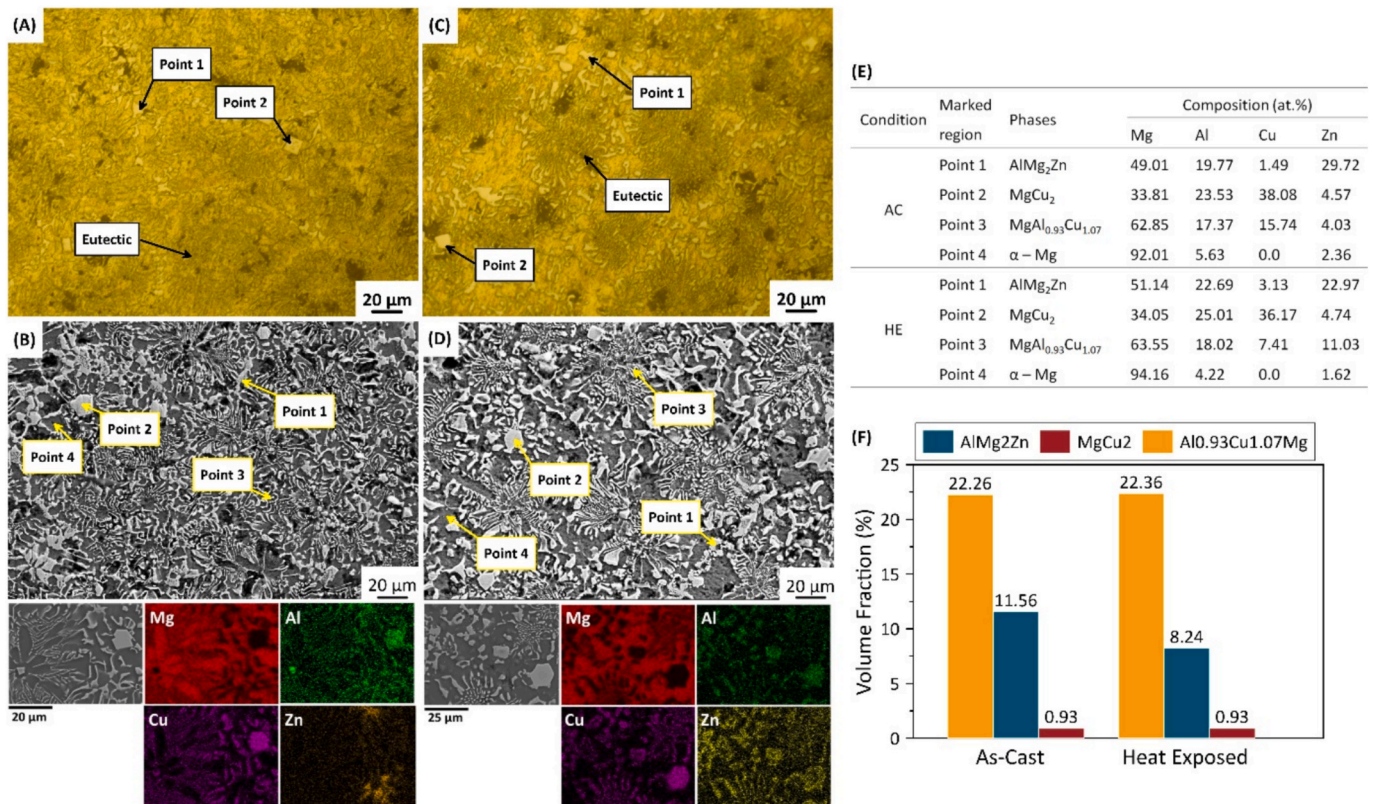 (A)
Point 1
Point 2
Eutectic
20 µm
(C)
Point 1
Eutectic
Point 2
20 µm
(B)
Point 1
Point 2
Point 4
Point 3
20 µm
(D)
Point 3
Point 2
Point 1
Point 4
20 µm
Mg
Al
Cu
Zn
20 µm
Mg
Al
Cu
Zn
25 µm
(E)
Condition Marked region Phases Composition (at.%)
Mg Al Cu Zn
AC
Point 1 AlMg₂Zn 49.01 19.77 1.49 29.72
Point 2 MgCu₂ 33.81 23.53 38.08 4.57
Point 3 MgAl₀.₉₃Cu₁.₀₇ 62.85 17.37 15.74 4.03
Point 4 α – Mg 92.01 5.63 0.0 2.36
HE
Point 1 AlMg₂Zn 51.14 22.69 3.13 22.97
Point 2 MgCu₂ 34.05 25.01 36.17 4.74
Point 3 MgAl₀.₉₃Cu₁.₀₇ 63.55 18.02 7.41 11.03
Point 4 α – Mg 94.16 4.22 0.0 1.62
(F)
AlMg2Zn MgCu2 Al0.93Cu1.07Mg
Volume Fraction (%)
25
20
15
10
5
0
22.26
11.56
0.93
22.36
8.24
0.93
As-Cast Heat Exposed